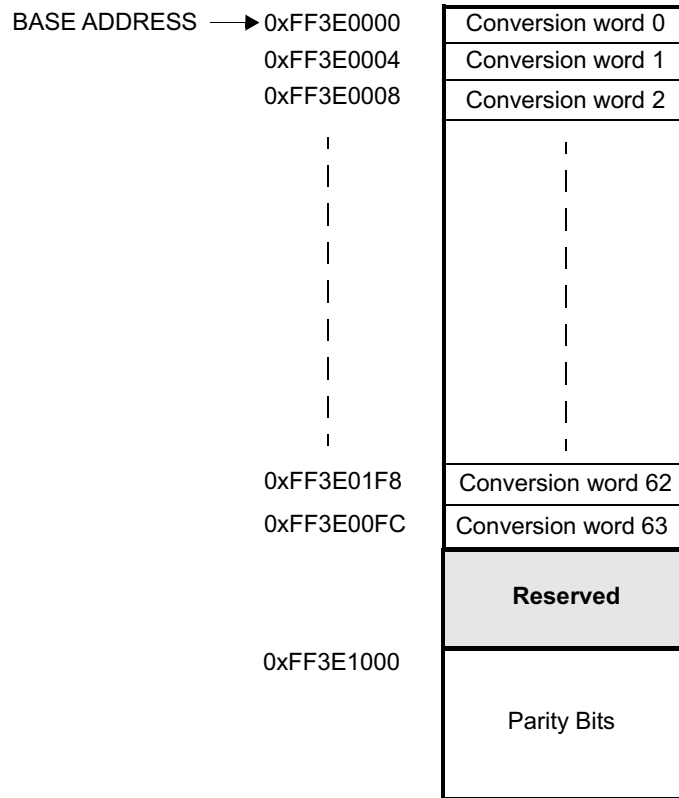 BASE ADDRESS 0xFF3E0000 Conversion word 0
0xFF3E0004 Conversion word 1
0xFF3E0008 Conversion word 2
0xFF3E01F8 Conversion word 62
0xFF3E00FC Conversion word 63
Reserved
0xFF3E1000
Parity Bits